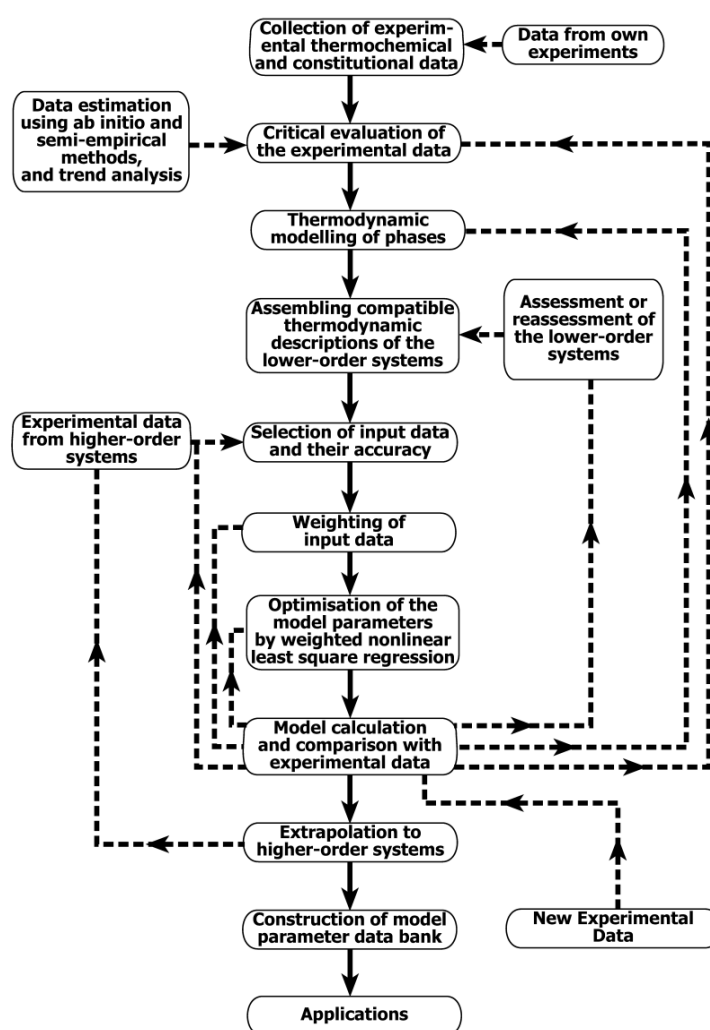 Collection of experim-
ental thermochemical
and constitutional data
Data from own
experiments
Data estimation
using ab initio and
semi-empirical
methods,
and trend analysis
Critical evaluation of
the experimental data
Thermodynamic
modelling of phases
Assembling compatible
thermodynamic
descriptions of the
lower-order systems
Assessment or
reassessment of
the lower-order
systems
Experimental data
from higher-order
systems
Selection of input data
and their accuracy
Weighting of
input data
Optimisation of the
model parameters
by weighted nonlinear
least square regression
Model calculation
and comparison with
experimental data
Extrapolation to
higher-order systems
Construction of model
parameter data bank
New Experimental
Data
Applications